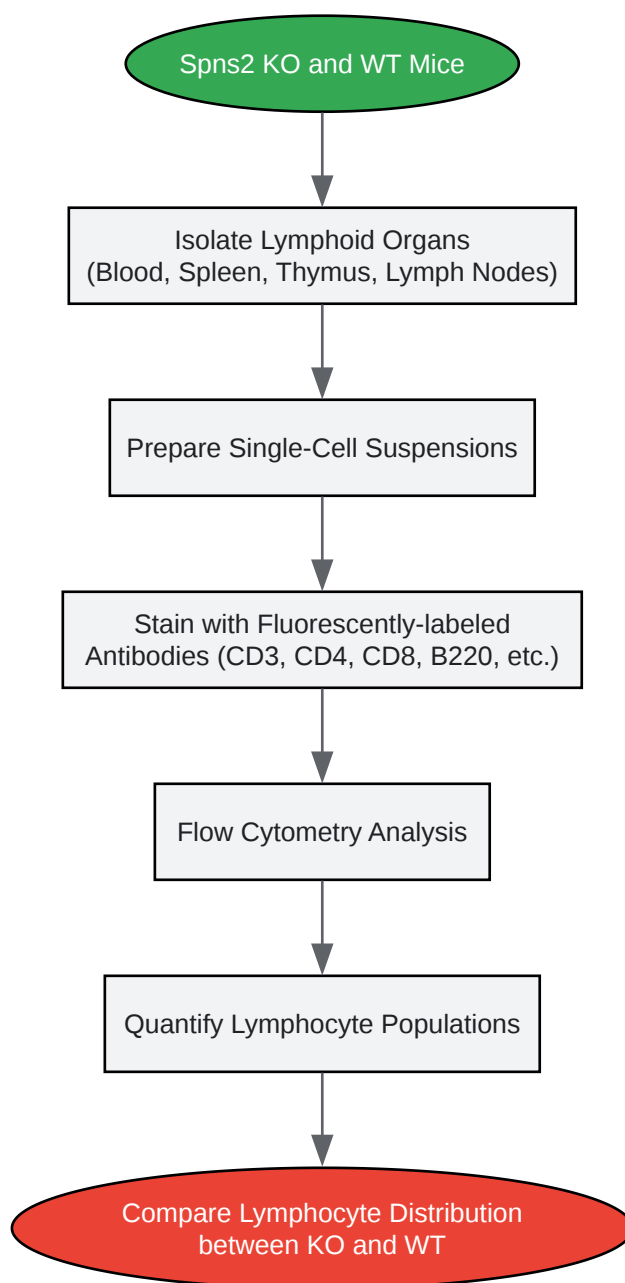 Spns2 KO and WT Mice
Isolate Lymphoid Organs
(Blood, Spleen, Thymus, Lymph Nodes)
Prepare Single-Cell Suspensions
Stain with Fluorescently-labeled
Antibodies (CD3, CD4, CD8, B220, etc.)
Flow Cytometry Analysis
Quantify Lymphocyte Populations
Compare Lymphocyte Distribution
between KO and WT